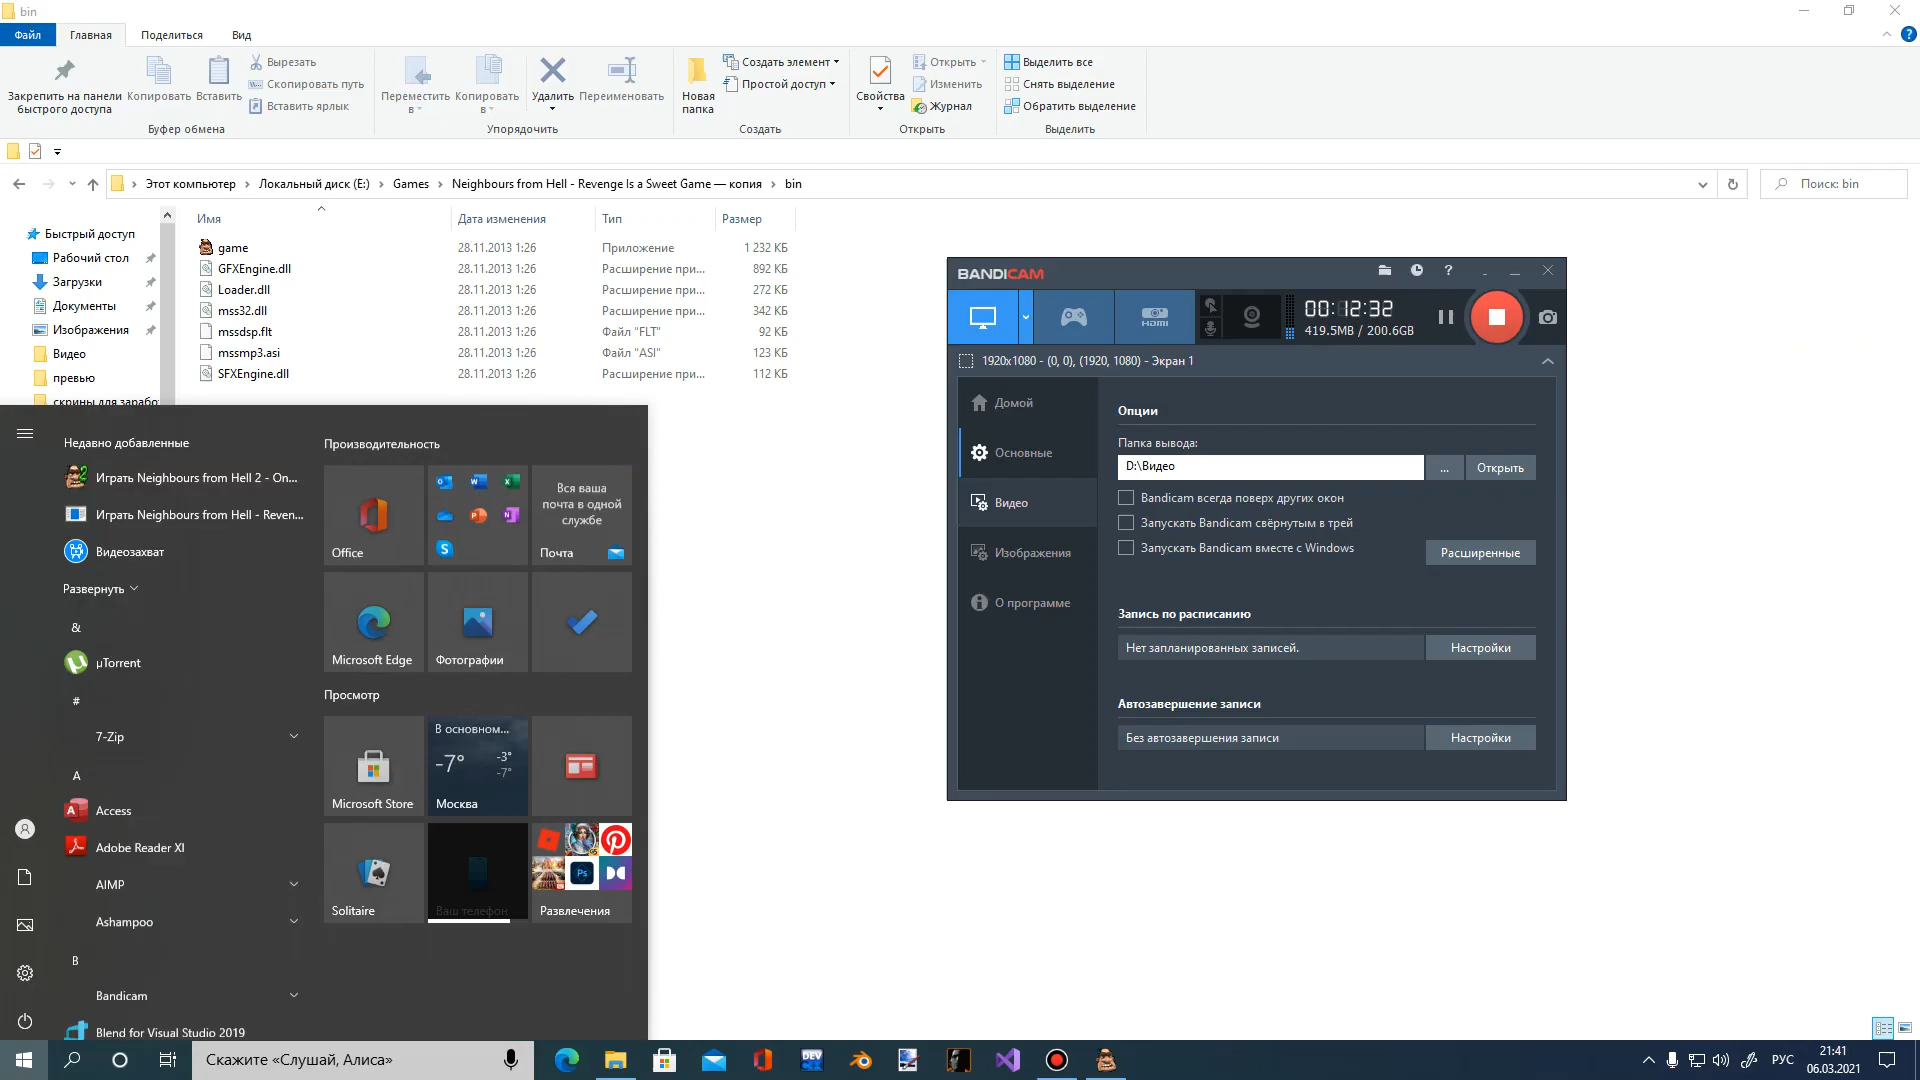 bin
Файл
Главная
Поделиться
Вид
Закрепить на панели быстрого доступа
Копировать
Вставить
Вырезать
Скопировать путь
Вставить ярлык
Буфер обмена
Переместить в
Копировать в
Удалить
Переименовать
Упорядочить
Новая папка
Создать элемент
Простой доступ
Создать
Свойства
Открыть
Изменить
Журнал
Открыть
Выделить все
Снять выделение
Обратить выделение
Выделить
Этот компьютер
Локальный диск (E:)
Games
Neighbours from Hell - Revenge Is a Sweet Game — копия
bin
Поиск: bin
Имя
Дата изменения
Тип
Размер
game 28.11.2013 1:26 Приложение 1 232 КБ
GFXEngine.dll 28.11.2013 1:26 Расширение при... 892 КБ
Loader.dll 28.11.2013 1:26 Расширение при... 272 КБ
mss32.dll 28.11.2013 1:26 Расширение при... 342 КБ
mssdsp.flt 28.11.2013 1:26 Файл "FLT" 92 КБ
mssmp3.asi 28.11.2013 1:26 Файл "ASI" 123 КБ
SFXEngine.dll 28.11.2013 1:26 Расширение при... 112 КБ
Быстрый доступ
Рабочий стол
Загрузки
Документы
Изображения
Видео
превью
скрины для зарабо
Недавно добавленные
Играть Neighbours from Hell 2 - On...
Играть Neighbours from Hell - Reven...
Видеозахват
Развернуть
&
µTorrent
#
7-Zip
A
Access
Adobe Reader XI
AIMP
Ashampoo
B
Bandicam
Blend for Visual Studio 2019
Производительность
Office
Вся ваша почта в одной службе
Почта
Microsoft Edge
Фотографии
Просмотр
Microsoft Store
В основном...
-7°
-3°
-7°
Москва
Solitaire
Ваш телефон
Ps
Развлечения
BANDICAM
?
HDMI
00:12:32
419.5MB / 200.6GB
1920x1080 - (0, 0), (1920, 1080) - Экран 1
Домой
Основные
Видео
Изображения
О программе
Опции
Папка вывода:
D:\Видео
...
Открыть
Bandicam всегда поверх других окон
Запускать Bandicam свёрнутым в трей
Запускать Bandicam вместе с Windows
Расширенные
Запись по расписанию
Нет запланированных записей.
Настройки
Автозавершение записи
Без автозавершения записи
Настройки
Скажите «Слушай, Алиса»
DEV
РУС
21:41
06.03.2021